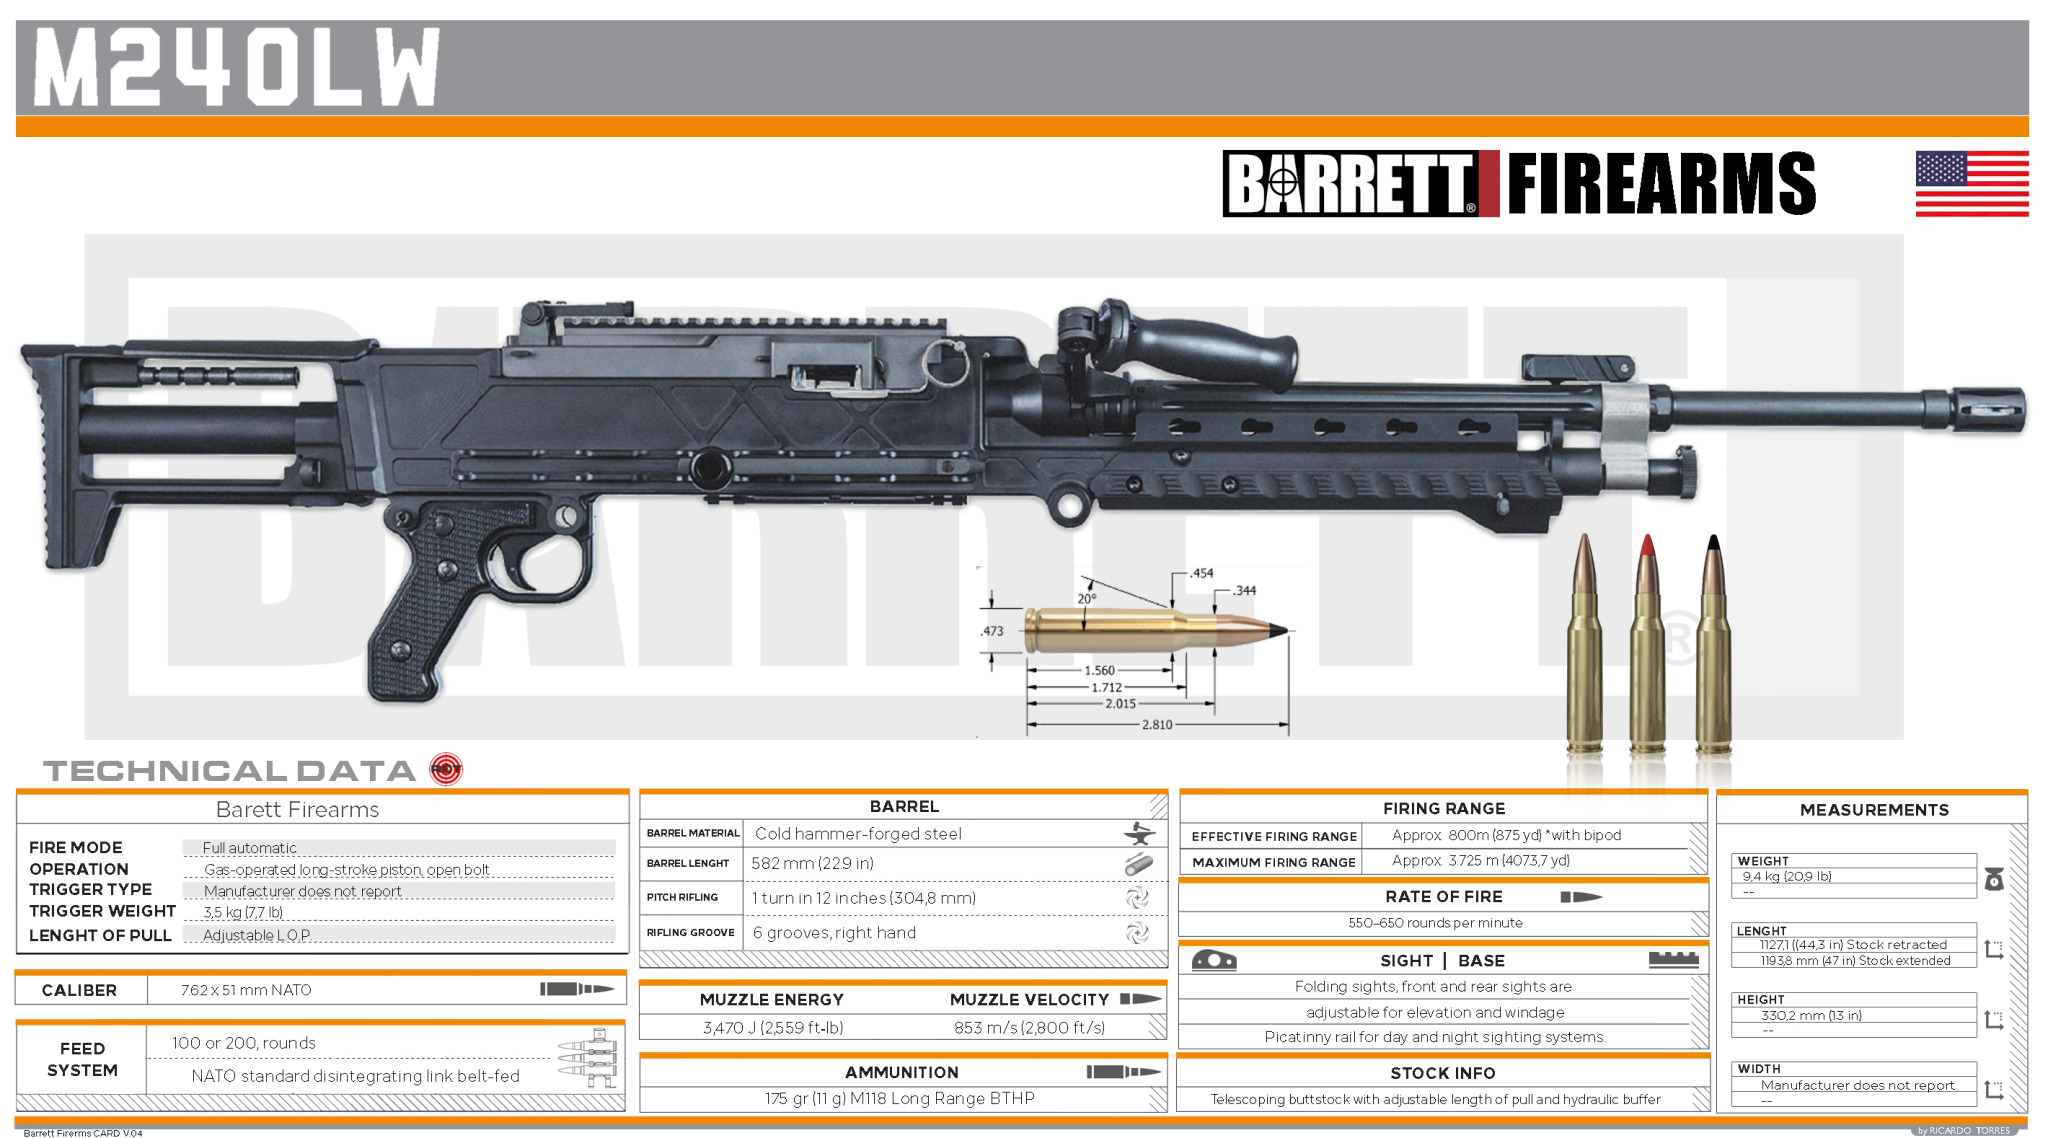 M240LW
BARRETT® FIREARMS
BARRETT
®
.454
.344
20°
.473
1.560
1.712
2.015
2.810
TECHNICAL DATA
Barett Firearms
FIRE MODE Full automatic
OPERATION Gas-operated long-stroke piston, open bolt
TRIGGER TYPE Manufacturer does not report
TRIGGER WEIGHT 3,5 kg (7,7 lb)
LENGHT OF PULL Adjustable L.O.P.
CALIBER 7.62 x 51 mm NATO
FEED SYSTEM
100 or 200, rounds
NATO standard disintegrating link belt-fed
BARREL
BARREL MATERIAL Cold hammer-forged steel
BARREL LENGHT 582 mm (22.9 in)
PITCH RIFLING 1 turn in 12 inches (304,8 mm)
RIFLING GROOVE 6 grooves, right hand
MUZZLE ENERGY MUZZLE VELOCITY
3,470 J (2,559 ft-lb) 853 m/s (2,800 ft/s)
AMMUNITION
175 gr (11 g) M118 Long Range BTHP
FIRING RANGE
EFFECTIVE FIRING RANGE Approx. 800m (875 yd) *with bipod
MAXIMUM FIRING RANGE Approx. 3.725 m (4073,7 yd)
RATE OF FIRE
550–650 rounds per minute
SIGHT | BASE
Folding sights, front and rear sights are
adjustable for elevation and windage
Picatinny rail for day and night sighting systems.
STOCK INFO
Telescoping buttstock with adjustable length of pull and hydraulic buffer
MEASUREMENTS
WEIGHT
9,4 kg (20,9 lb)
--
LENGHT
1127,1 ((44,3 in) Stock retracted
1193,8 mm (47 in) Stock extended
HEIGHT
330,2 mm (13 in)
--
WIDTH
Manufacturer does not report
--
Barrett Firerms CARD V.04
by RICARDO TORRES